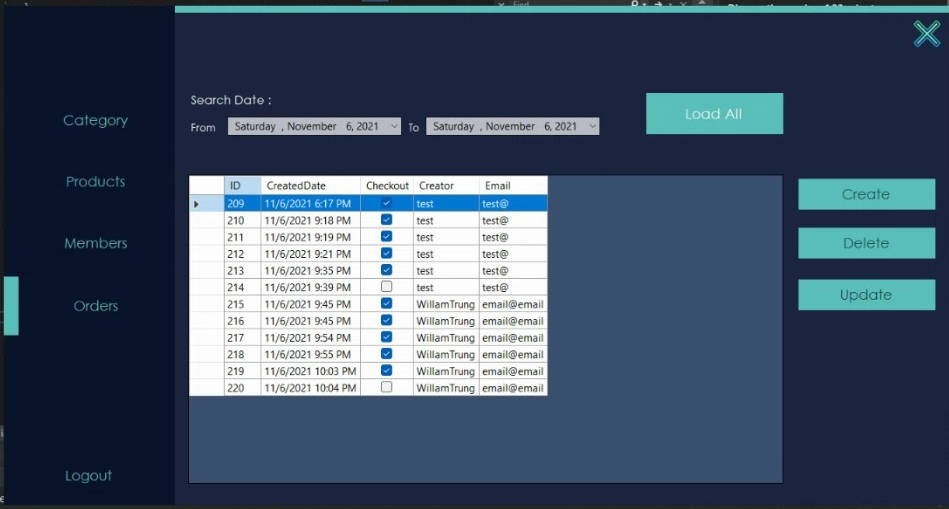 Find
Category
Products
Members
Orders
Logout
Search Date :
From Saturday , November 6, 2021 To Saturday , November 6, 2021
Load All
ID CreatedDate Checkout Creator Email
209 11/6/2021 6:17 PM test test@
210 11/6/2021 9:18 PM test test@
211 11/6/2021 9:19 PM test test@
212 11/6/2021 9:21 PM test test@
213 11/6/2021 9:35 PM test test@
214 11/6/2021 9:39 PM test test@
215 11/6/2021 9:45 PM WillamTrung email@email
216 11/6/2021 9:45 PM WillamTrung email@email
217 11/6/2021 9:54 PM WillamTrung email@email
218 11/6/2021 9:55 PM WillamTrung email@email
219 11/6/2021 10:03 PM WillamTrung email@email
220 11/6/2021 10:04 PM WillamTrung email@email
Create
Delete
Update